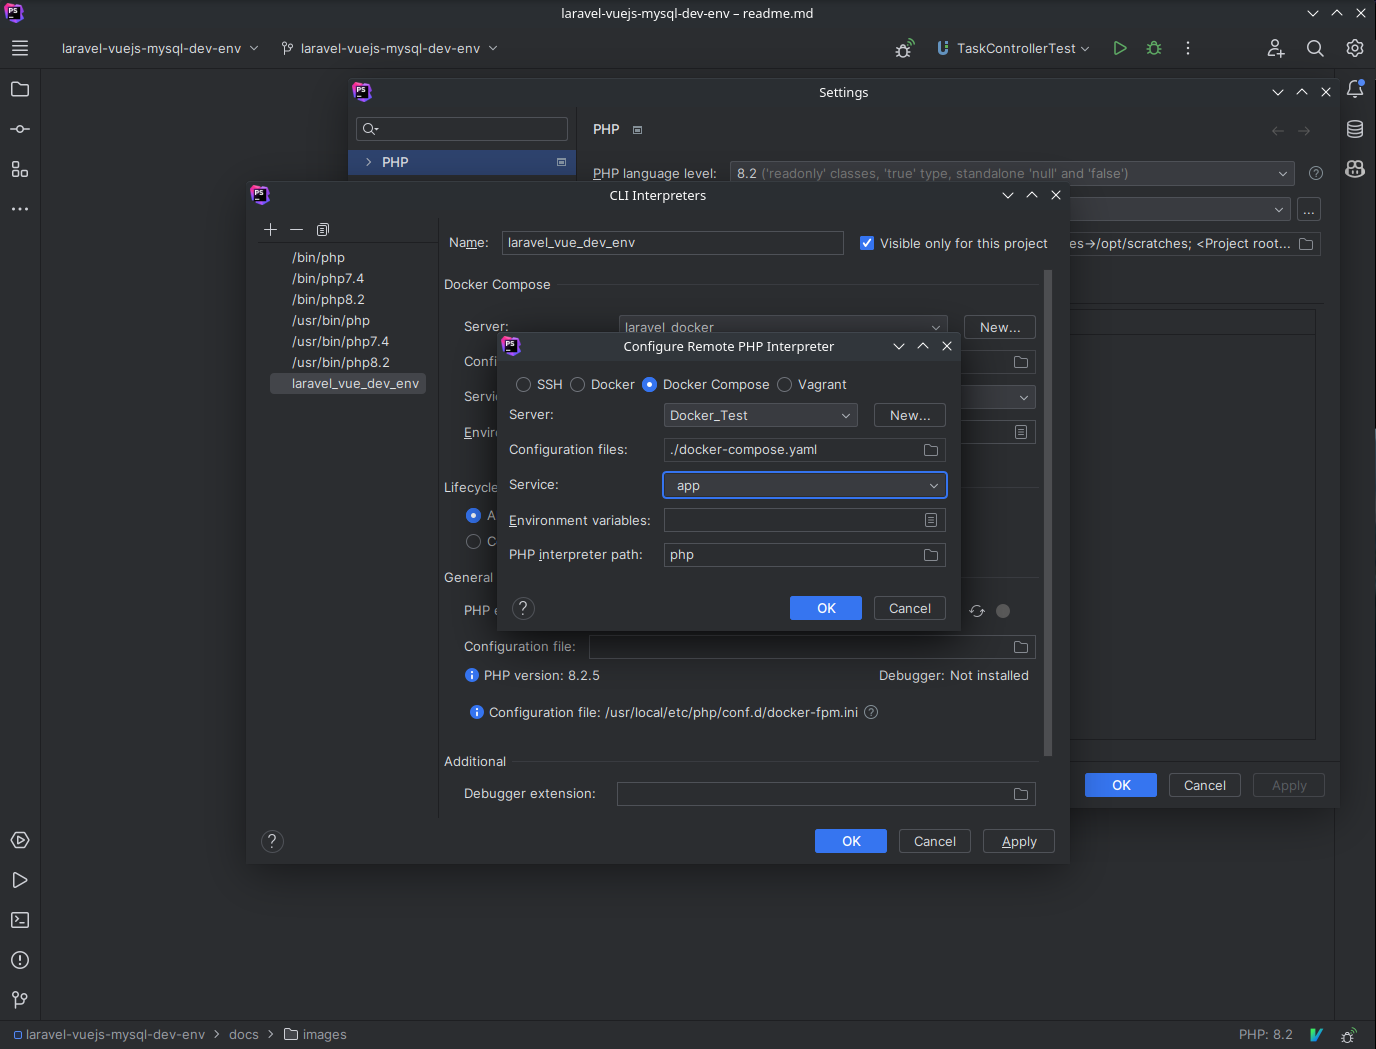 laravel-vuejs-mysql-dev-env – readme.md
laravel-vuejs-mysql-dev-env
laravel-vuejs-mysql-dev-env
TaskControllerTest
Settings
PHP
PHP
PHP language level:
8.2 ('readonly' classes, 'true' type, standalone 'null' and 'false')
...
→/opt/scratches; <Project root...
OK
Cancel
Apply
CLI Interpreters
/bin/php
/bin/php7.4
/bin/php8.2
/usr/bin/php
/usr/bin/php7.4
/usr/bin/php8.2
laravel_vue_dev_env
Name:
laravel_vue_dev_env
Visible only for this project
Docker Compose
Server:
laravel_docker
New...
Lifecycle
General
Configuration file:
PHP version: 8.2.5
Debugger: Not installed
Configuration file: /usr/local/etc/php/conf.d/docker-fpm.ini
Additional
Debugger extension:
OK
Cancel
Apply
Configure Remote PHP Interpreter
SSH
Docker
Docker Compose
Vagrant
Server:
Docker_Test
New...
Configuration files:
./docker-compose.yaml
Service:
app
Environment variables:
PHP interpreter path:
php
OK
Cancel
laravel-vuejs-mysql-dev-env > docs > images
PHP: 8.2